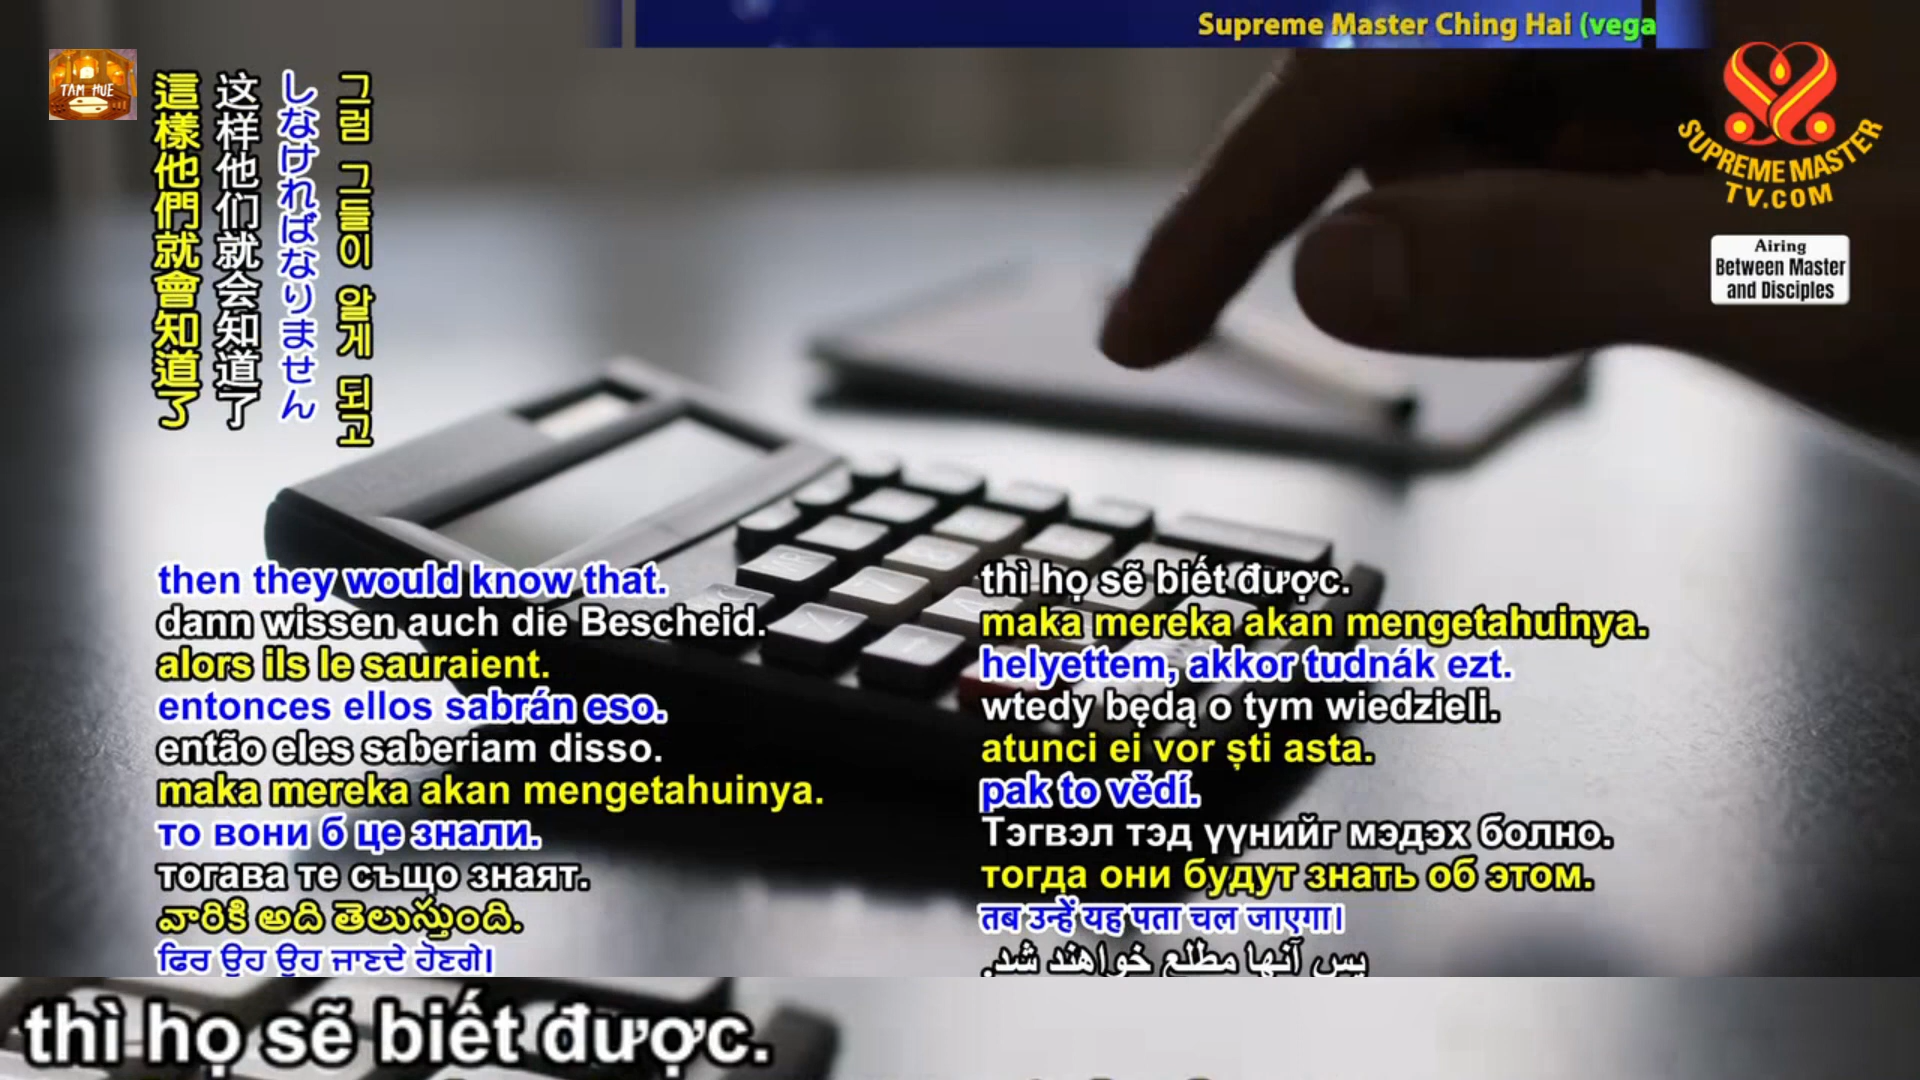 Supreme Master Ching Hai (vega
TAM HUE
SUPREME MASTER
TV.COM
Airing
Between Master
and Disciples
這樣他們就會知道了
这样他们就会知道了
しなければなりません
그럼 그들이 알게 되고
then they would know that.
dann wissen auch die Bescheid.
alors ils le sauraient.
entonces ellos sabrán eso.
então eles saberiam disso.
maka mereka akan mengetahuinya.
то вони б це знали.
тогава те също знаят.
వారికి అది తెలుస్తుంది.
ਫਿਰ ਉਹ ਉਹ ਜਾਣਦੇ ਹੋਣਗੇ।
thì họ sẽ biết được.
maka mereka akan mengetahuinya.
helyettem, akkor tudnák ezt.
wtedy będą o tym wiedzieli.
atunci ei vor ști asta.
pak to vědí.
Тэгвэл тэд үүнийг мэдэх болно.
тогда они будут знать об этом.
तब उन्हें यह पता चल जाएगा।
پس آنها مطلع خواهند شد.
thì họ sẽ biết được.